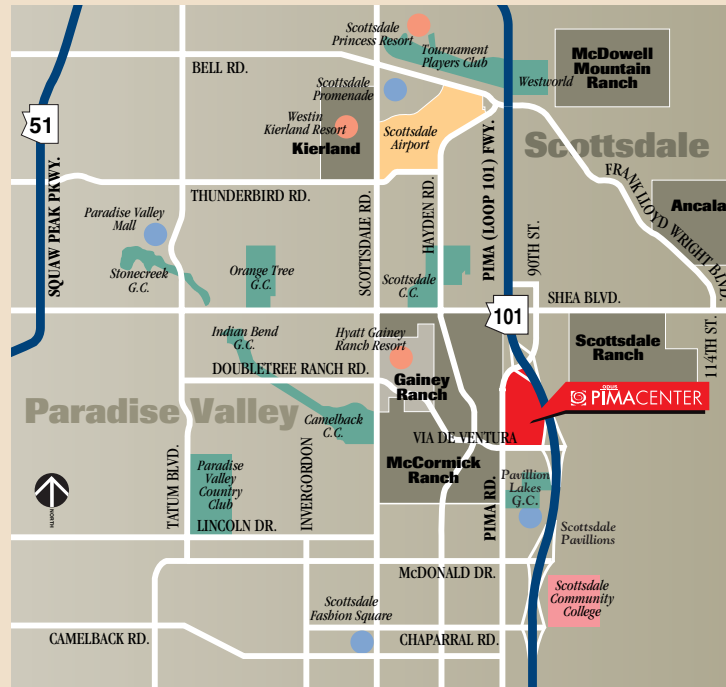 Scottsdale
Princess Resort
Tournament
Players Club
McDowell
Mountain
Ranch
BELL RD.
Scottsdale
Promenade
Westworld
51
Westin
Kierland Resort
Kierland
Scottsdale
Airport
Scottsdale
SQUAW PEAK PKWY.
THUNDERBIRD RD.
SCOTTSDALE RD.
HAYDEN RD.
PIMA (LOOP 101) FWY.
90TH ST.
FRANK LLOYD WRIGHT BLVD.
Ancala
Paradise Valley
Mall
Stonecreek
G.C.
Orange Tree
G.C.
Scottsdale
C.C.
SHEA BLVD.
101
114TH ST.
Indian Bend
G.C.
Hyatt Gainey
Ranch Resort
Scottsdale
Ranch
DOUBLETREE RANCH RD.
Gainey
Ranch
OPUS
PIMACENTER
Paradise Valley
Camelback
C.C.
VIA DE VENTURA
McCormick
Ranch
TATUM BLVD.
Paradise
Valley
Country
Club
INVERGORDON
PIMA RD.
Pavillion
Lakes
G.C.
NORTH
LINCOLN DR.
Scottsdale
Pavillions
McDONALD DR.
Scottsdale
Community
College
Scottsdale
Fashion Square
CAMELBACK RD.
CHAPARRAL RD.